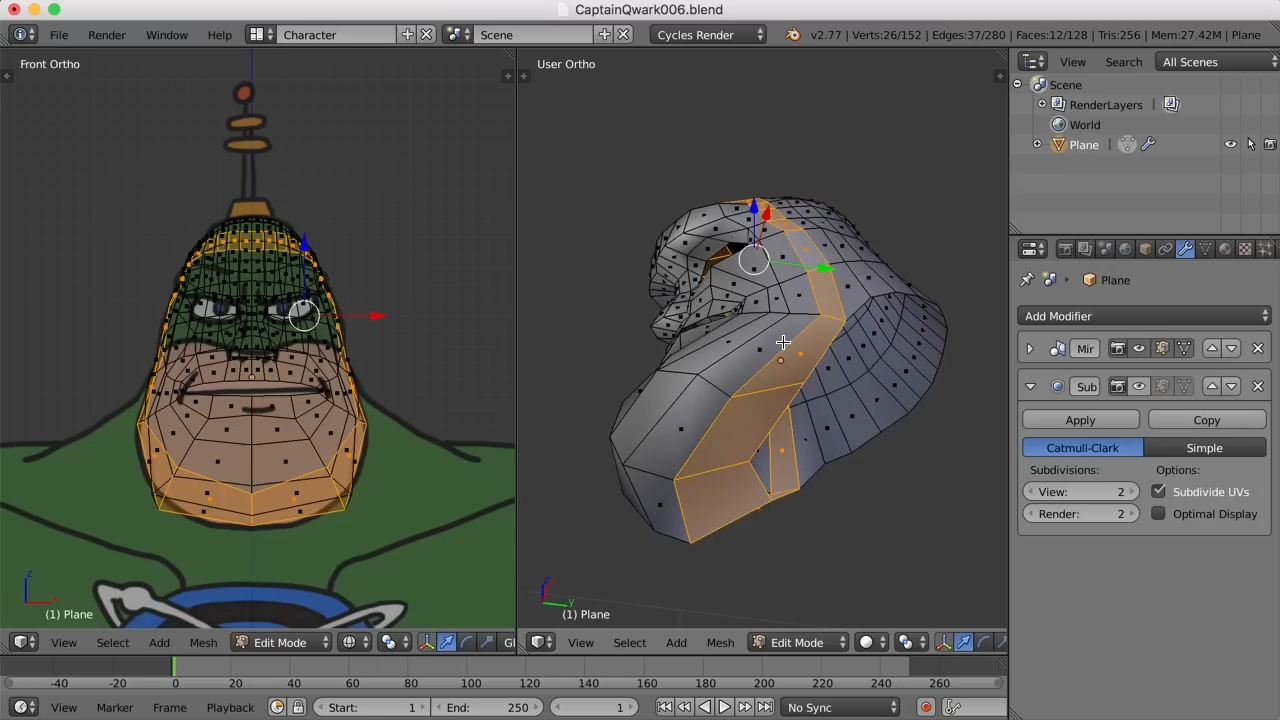 CaptainQwark006.blend
File Render Window Help Character Scene Cycles Render v2.77 | Verts:26/152 | Edges:37/280 | Faces:12/128 | Tris:256 | Mem:27.42M | Plane
Front Ortho
User Ortho
View Search All Scenes
Scene
RenderLayers
World
Plane
Plane
Add Modifier
Mir
Sub
Apply Copy
Catmull-Clark Simple
Subdivisions: Options:
View: 2 Subdivide UVs
Render: 2 Optimal Display
z
x
z
y
(1) Plane
(1) Plane
View Select Add Mesh Edit Mode Gl
View Select Add Mesh Edit Mode
-40 -20 0 20 40 60 80 100 120 140 160 180 200 220 240 260
View Marker Frame Playback Start: 1 End: 250 1 No Sync